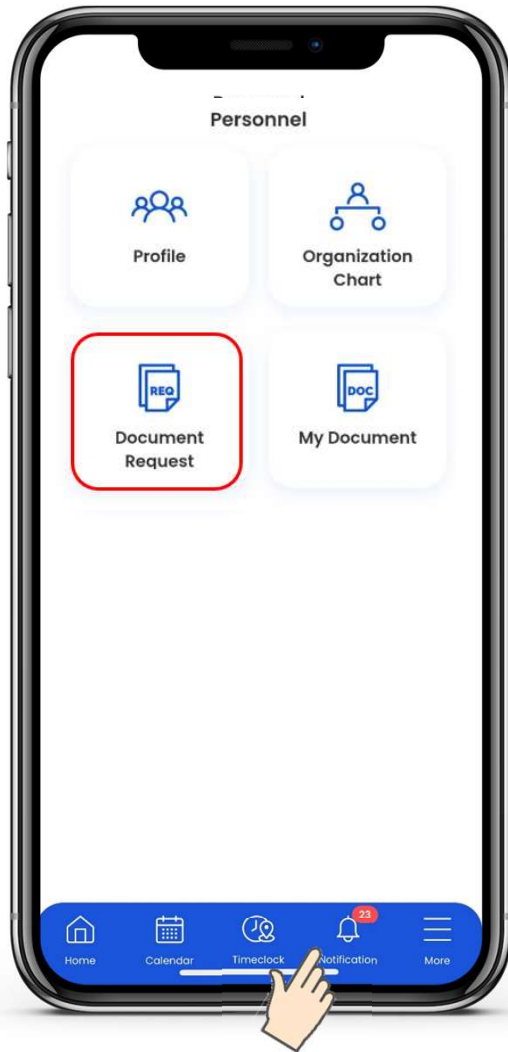 Personnel
Profile
Organization
Chart
REQ
Document
Request
DOC
My Document
23
Home
Calendar
Timeclock
Notification
More